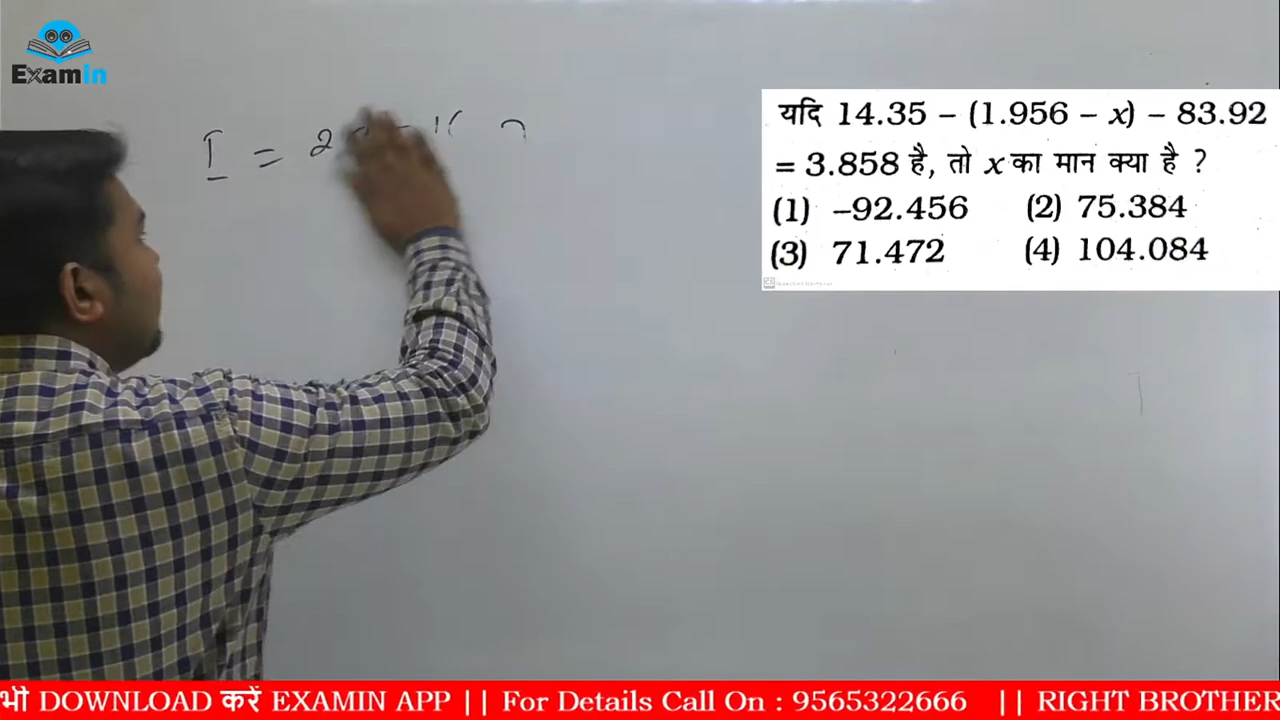 Examin
I = 2
यदि 14.35 – (1.956 – x) – 83.92
= 3.858 है, तो x का मान क्या है ?
(1) –92.456 (2) 75.384
(3) 71.472 (4) 104.084
भी DOWNLOAD करें EXAMIN APP || For Details Call On : 9565322666 || RIGHT BROTHER